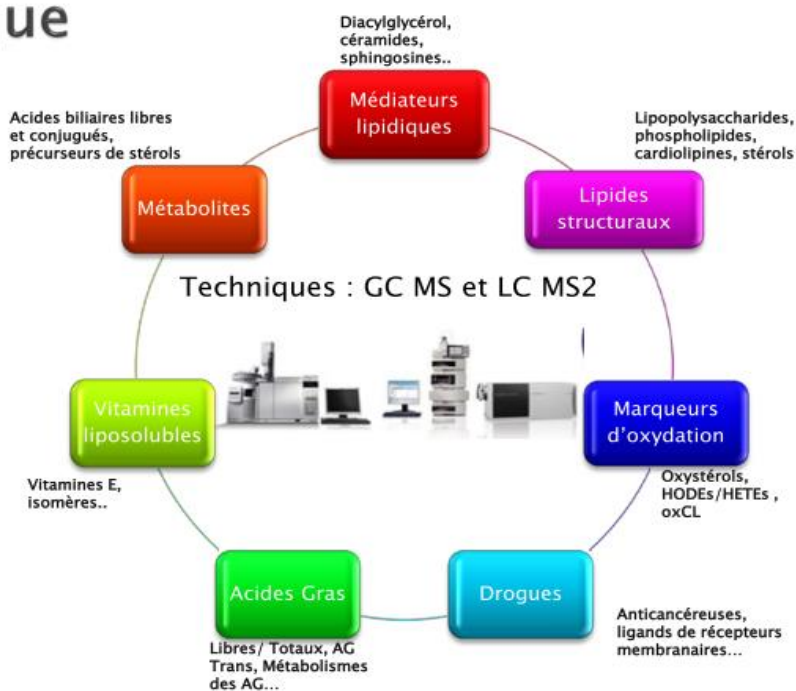 ue
Diacylglycérol,
céramides,
sphingosines..
Médiateurs
lipidiques
Acides biliaires libres
et conjugués,
précurseurs de stérols
Lipopolysaccharides,
phospholipides,
cardiolipines, stérols
Métabolites
Lipides
structuraux
Techniques : GC MS et LC MS2
Vitamines
liposolubles
Marqueurs
d'oxydation
Vitamines E,
isomères..
Oxystérols,
HODEs/HETEs ,
oxCL
Acides Gras
Drogues
Libres/ Totaux, AG
Trans, Métabolismes
des AG...
Anticancéreuses,
ligands de récepteurs
membranaires...